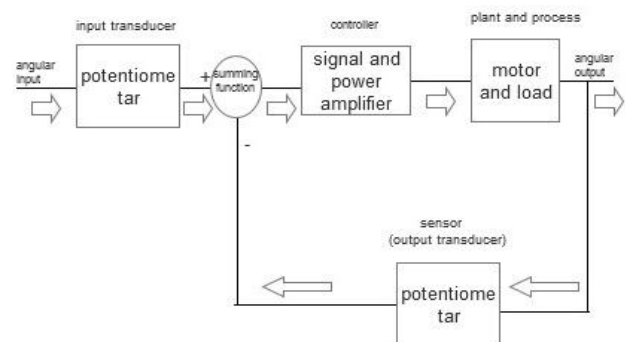 input transducer
controller
plant and process
angular
input
potentiome
tar
+
summing
function
signal and
power
amplifier
motor
and load
angular
output
-
sensor
(output transducer)
potentiome
tar